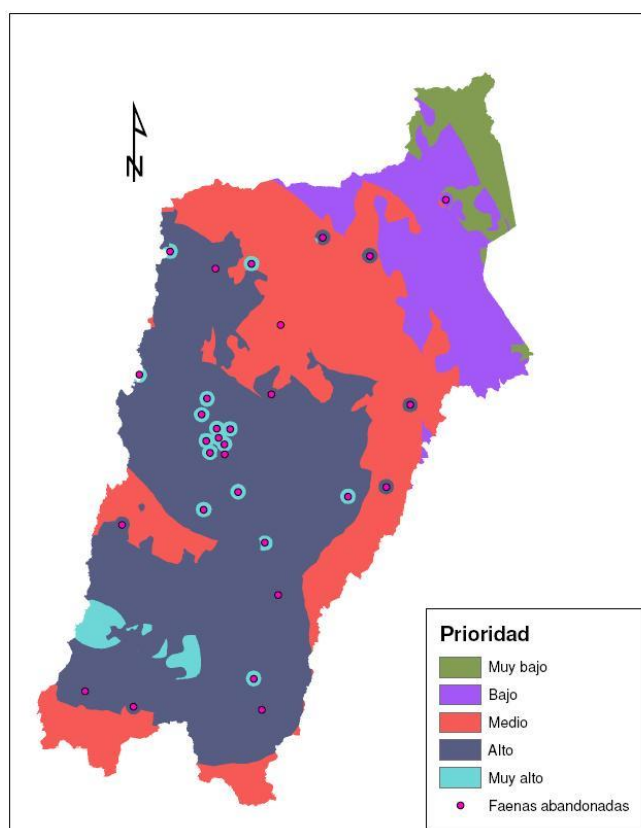 N
Prioridad
Muy bajo
Bajo
Medio
Alto
Muy alto
Faenas abandonadas